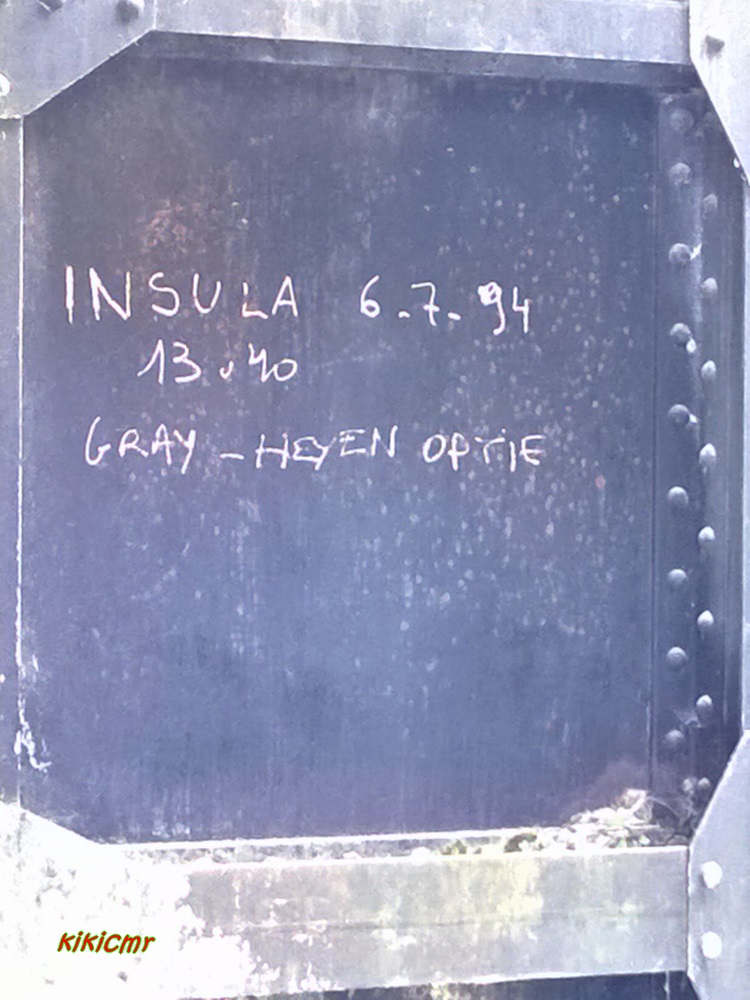 INSULA 6.7.94
13.40
GRAY - HEYEN OPTIE
KIKICMR